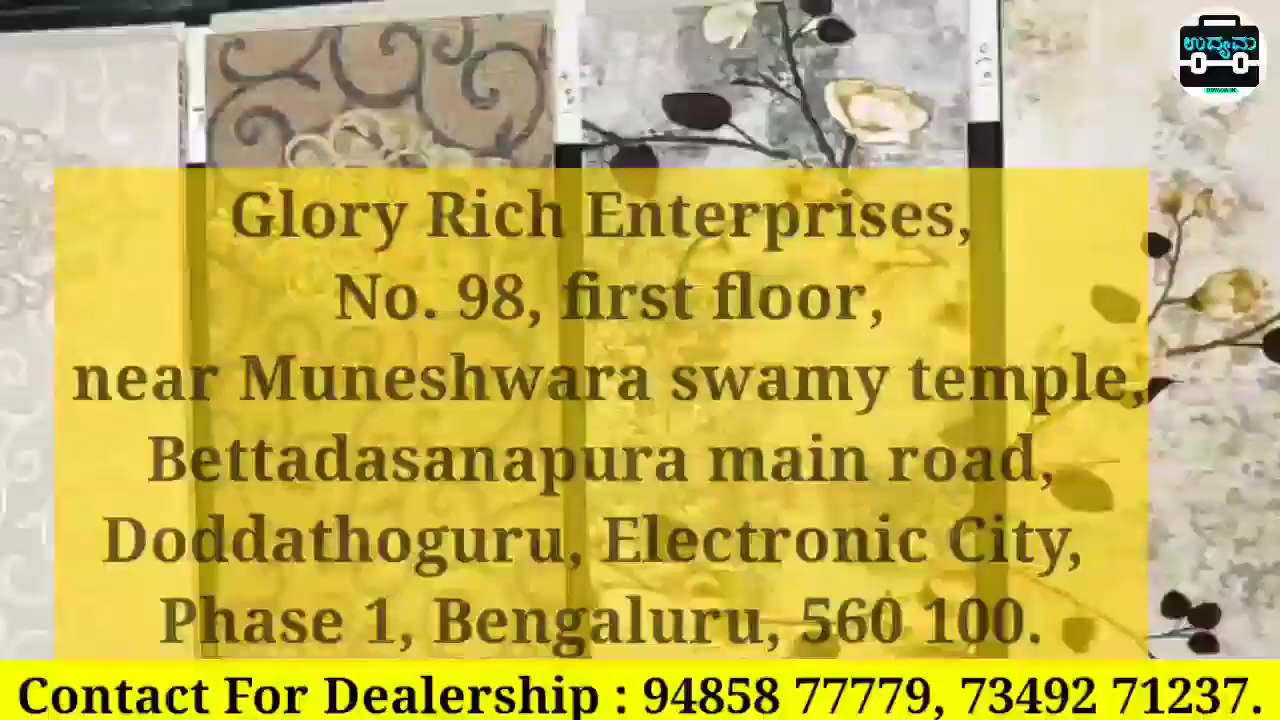 ಉದ್ಯಮ
Glory Rich Enterprises,
No. 98, first floor,
near Muneshwara swamy temple,
Bettadasanapura main road,
Doddathoguru, Electronic City,
Phase 1, Bengaluru, 560 100.
Contact For Dealership : 94858 77779, 73492 71237.